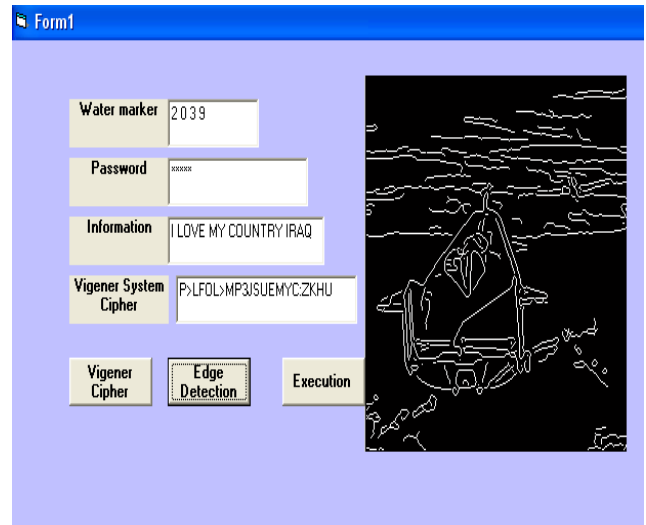 Form1
Water marker
2039
Password
xxxxx
Information
I LOVE MY COUNTRY IRAQ
Vigener System
Cipher
P>LFOL>MP3JSUEMYC:ZKHU
Vigener
Cipher
Edge
Detection
Execution